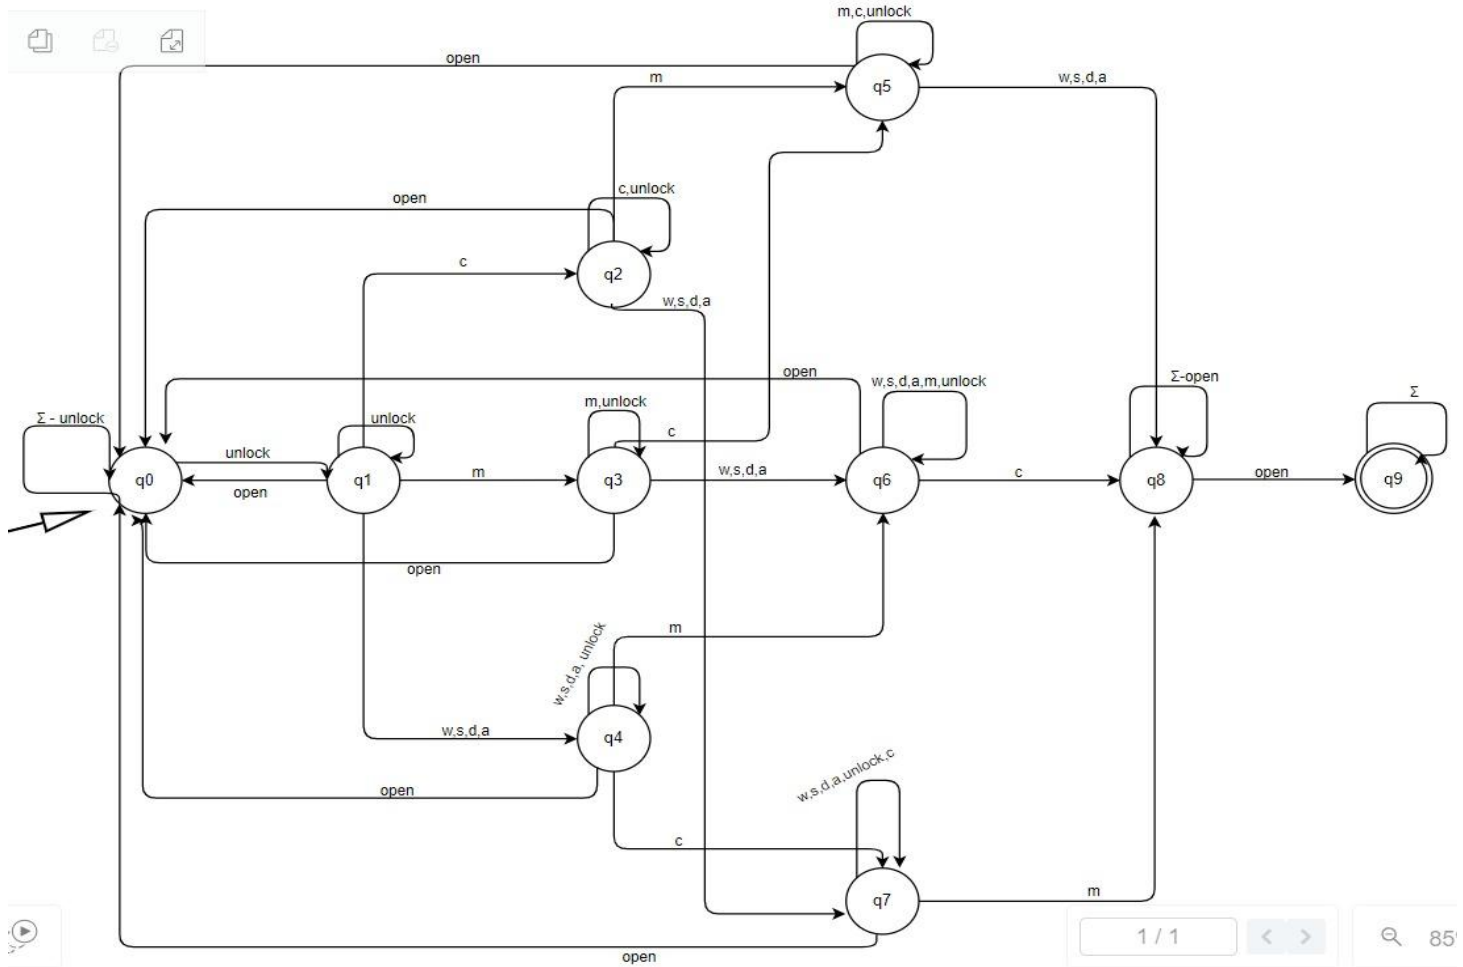 m,c,unlock
open
m
q5
w,s,d,a
c,unlock
open
c
q2
w,s,d,a
open
w,s,d,a,m,unlock
Σ-open
Σ
m,unlock
Σ - unlock
unlock
c
unlock
q0
open
q1
m
q3
w,s,d,a
q6
c
q8
open
q9
open
m
w,s,d,a, unlock
w,s,d,a
q4
w,s,d,a,unlock,c
open
c
q7
m
open
1 / 1